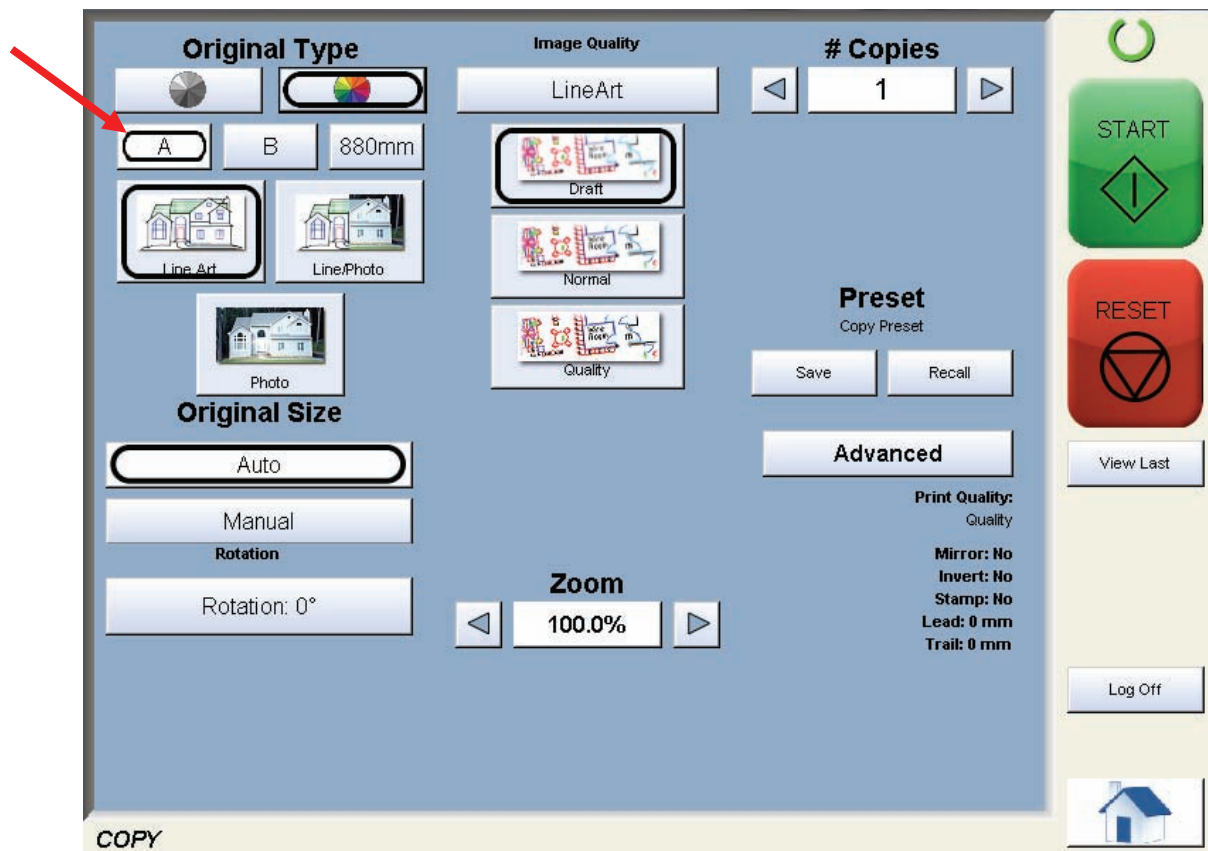 Original Type
A
B
880mm
Line Art
Line/Photo
Photo
Original Size
Auto
Manual
Rotation
Rotation: 0°
Image Quality
LineArt
Draft
Normal
Quality
Zoom
100.0%
# Copies
1
Preset
Copy Preset
Save
Recall
Advanced
Print Quality:
Quality
Mirror: No
Invert: No
Stamp: No
Lead: 0 mm
Trail: 0 mm
START
RESET
View Last
Log Off
COPY